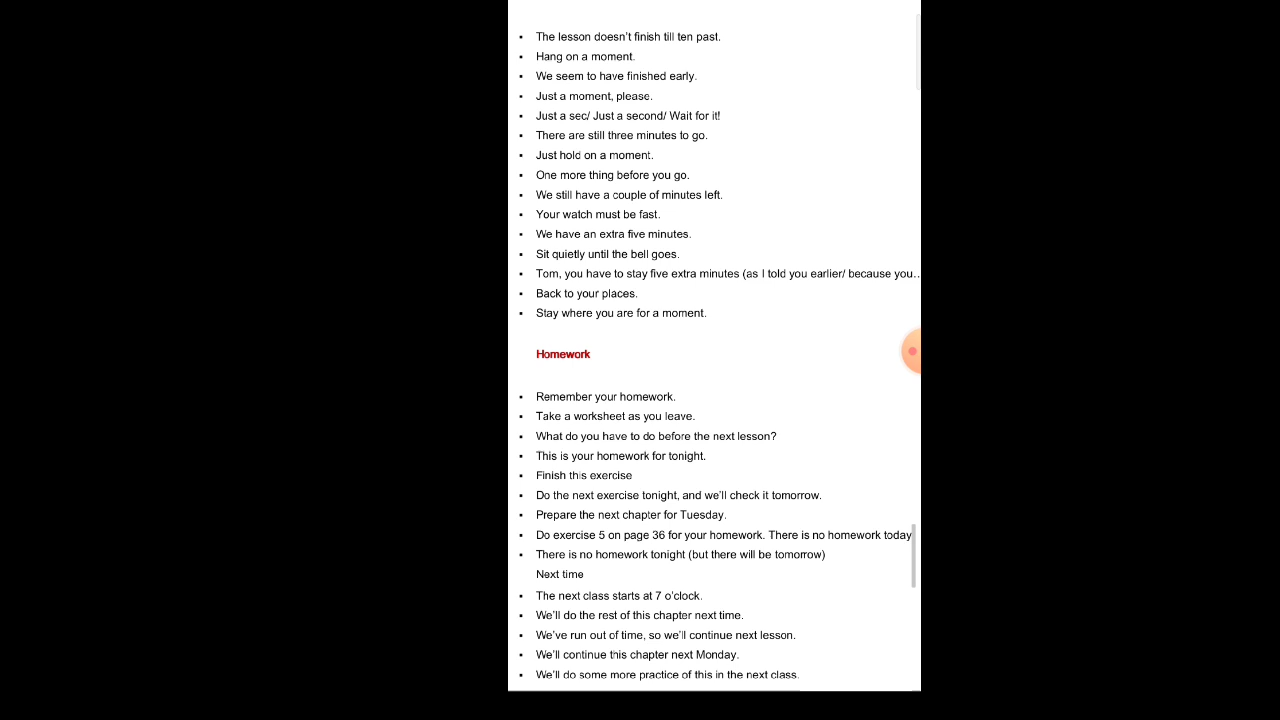 ▪ The lesson doesn't finish till ten past.
▪ Hang on a moment.
▪ We seem to have finished early.
▪ Just a moment, please.
▪ Just a sec/ Just a second/ Wait for it!
▪ There are still three minutes to go.
▪ Just hold on a moment.
▪ One more thing before you go.
▪ We still have a couple of minutes left.
▪ Your watch must be fast.
▪ We have an extra five minutes.
▪ Sit quietly until the bell goes.
▪ Tom, you have to stay five extra minutes (as I told you earlier/ because you…
▪ Back to your places.
▪ Stay where you are for a moment.
Homework
▪ Remember your homework.
▪ Take a worksheet as you leave.
▪ What do you have to do before the next lesson?
▪ This is your homework for tonight.
▪ Finish this exercise
▪ Do the next exercise tonight, and we'll check it tomorrow.
▪ Prepare the next chapter for Tuesday.
▪ Do exercise 5 on page 36 for your homework. There is no homework today
▪ There is no homework tonight (but there will be tomorrow)
Next time
▪ The next class starts at 7 o'clock.
▪ We'll do the rest of this chapter next time.
▪ We've run out of time, so we'll continue next lesson.
▪ We'll continue this chapter next Monday.
▪ We'll do some more practice of this in the next class.